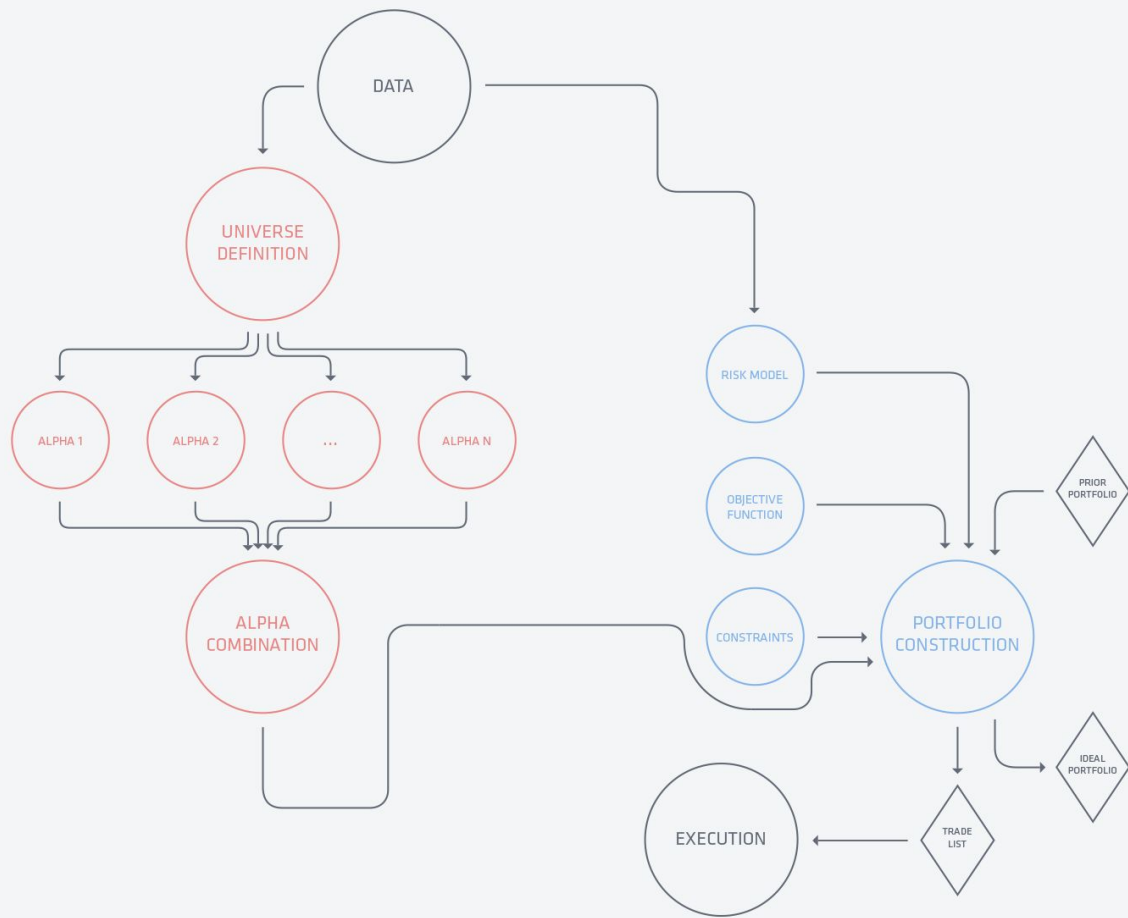 DATA
UNIVERSE
DEFINITION
ALPHA 1
ALPHA 2
...
ALPHA N
ALPHA
COMBINATION
RISK MODEL
OBJECTIVE
FUNCTION
CONSTRAINTS
PRIOR
PORTFOLIO
PORTFOLIO
CONSTRUCTION
IDEAL
PORTFOLIO
TRADE
LIST
EXECUTION